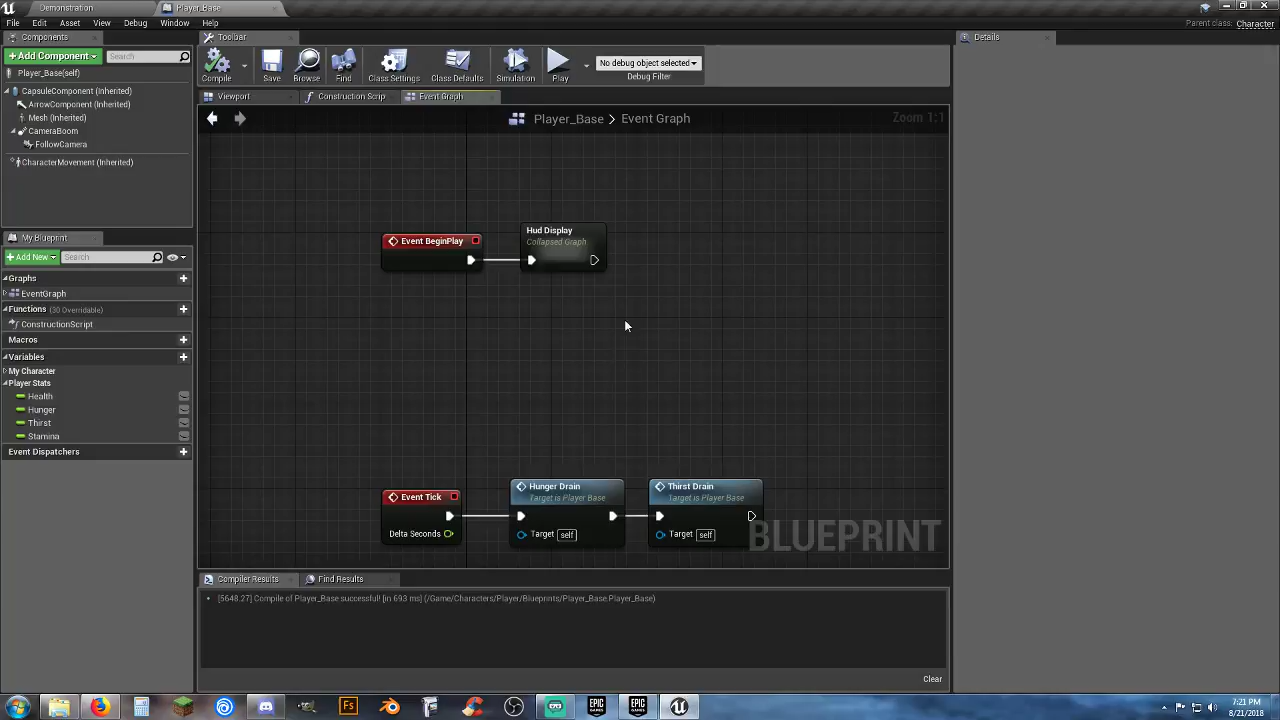 Demonstration
Player_Base
File Edit Asset View Debug Window Help
Parent class: Character
Components
Toolbar
Details
+ Add Component
Search
Compile
Save
Browse
Find
Class Settings
Class Defaults
Simulation
Play
No debug object selected
Debug Filter
Player_Base(self)
CapsuleComponent (Inherited)
ArrowComponent (Inherited)
Mesh (Inherited)
CameraBoom
FollowCamera
CharacterMovement (Inherited)
Viewport
Construction Scrip
Event Graph
Player_Base > Event Graph
Zoom 1:1
My Blueprint
+ Add New
Search
Graphs
EventGraph
Functions (30 Overridable)
ConstructionScript
Macros
Variables
My Character
Player Stats
Health
Hunger
Thirst
Stamina
Event Dispatchers
Event BeginPlay
Hud Display
Collapsed Graph
Event Tick
Delta Seconds
Hunger Drain
Target is Player Base
Target self
Thirst Drain
Target is Player Base
Target self
BLUEPRINT
Compiler Results
Find Results
[5648.27] Compile of Player_Base successful! [in 693 ms] (/Game/Characters/Player/Blueprints/Player_Base.Player_Base)
Clear
Fs
EPIC GAMES
EPIC GAMES
7:21 PM
8/21/2018